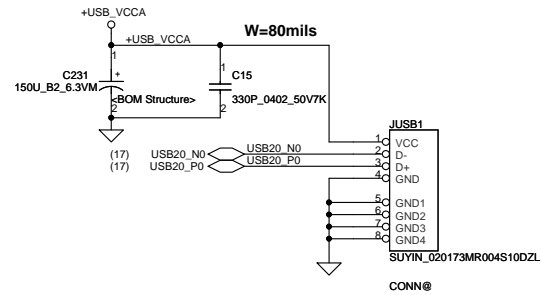 +USB_VCCA
+USB_VCCA
W=80mils
1
C231
150U_B2_6.3VM
+
<BOM Structure>
2
1
C15
330P_0402_50V7K
2
JUSB1
(17) USB20_N0 USB20_N0
(17) USB20_P0 USB20_P0
1 VCC
2 D-
3 D+
4 GND
5 GND1
6 GND2
7 GND3
8 GND4
SUYIN_020173MR004S10DZL
CONN@